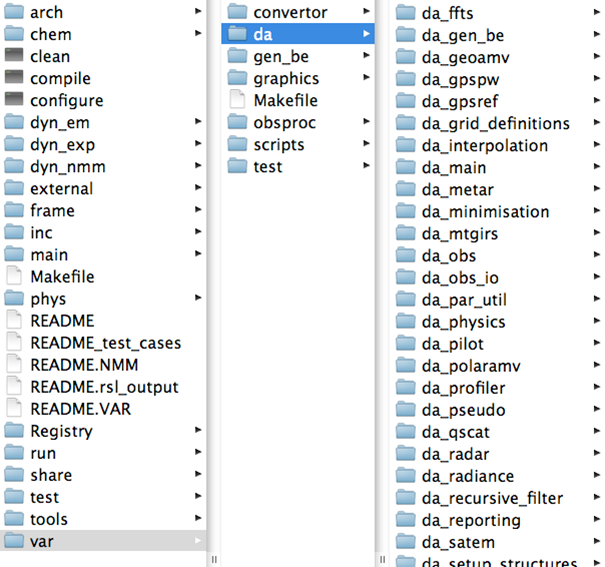 arch
chem
clean
compile
configure
dyn_em
dyn_exp
dyn_nmm
external
frame
inc
main
Makefile
phys
README
README_test_cases
README.NMM
README.rsl_output
README.VAR
Registry
run
share
test
tools
var
convertor
da
gen_be
graphics
Makefile
obsproc
scripts
test
da_ffts
da_gen_be
da_geoamv
da_gpspw
da_gpsref
da_grid_definitions
da_interpolation
da_main
da_metar
da_minimisation
da_mtgirs
da_obs
da_obs_io
da_par_util
da_physics
da_pilot
da_polaramv
da_profiler
da_pseudo
da_qscat
da_radar
da_radiance
da_recursive_filter
da_reporting
da_satem
da_setup_structures